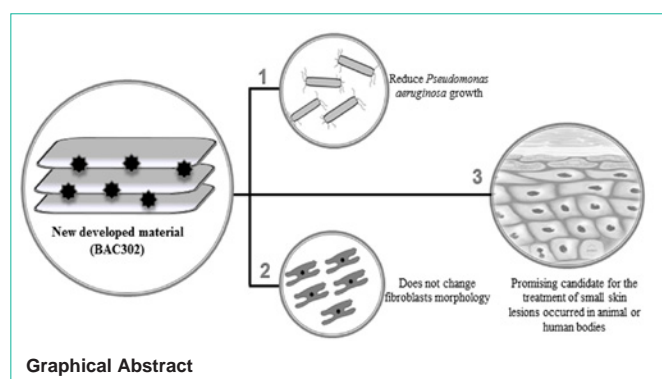 1
Reduce Pseudomonas
aeruginosa growth
3
New developed material
(BAC302)
2
Does not change
fibroblasts morphology
Promising candidate for the
treatment of small skin
lesions occurred in animal or
human bodies
Graphical Abstract